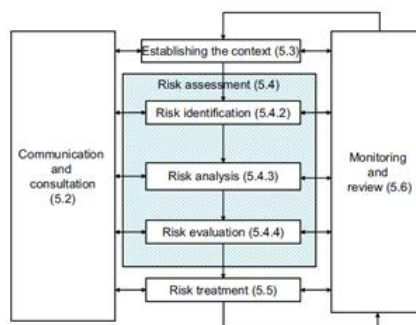 Establishing the context (5.3)
Risk assessment (5.4)
Risk identification (5.4.2)
Communication
and
consultation
(5.2)
Risk analysis (5.4.3)
Monitoring
and
review
(5.6)
Risk evaluation (5.4.4)
Risk treatment (5.5)